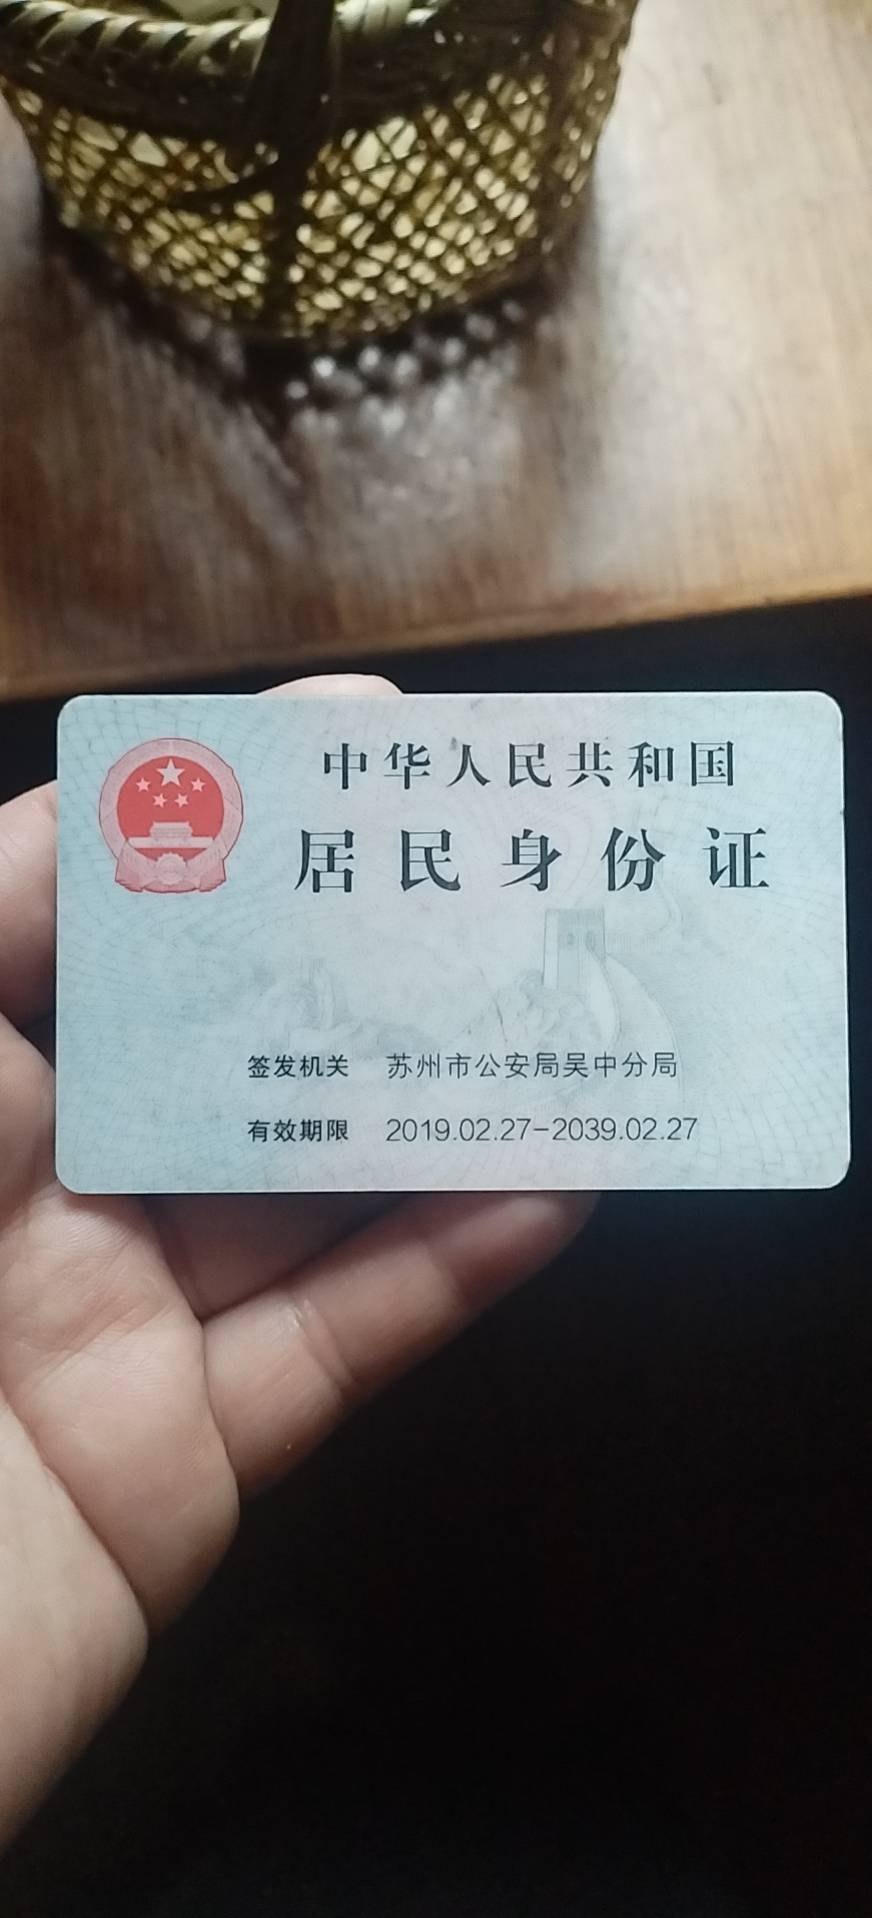 中华人民共和国
居民身份证
签发机关 苏州市公安局吴中分局
有效期限 2019.02.27-2039.02.27